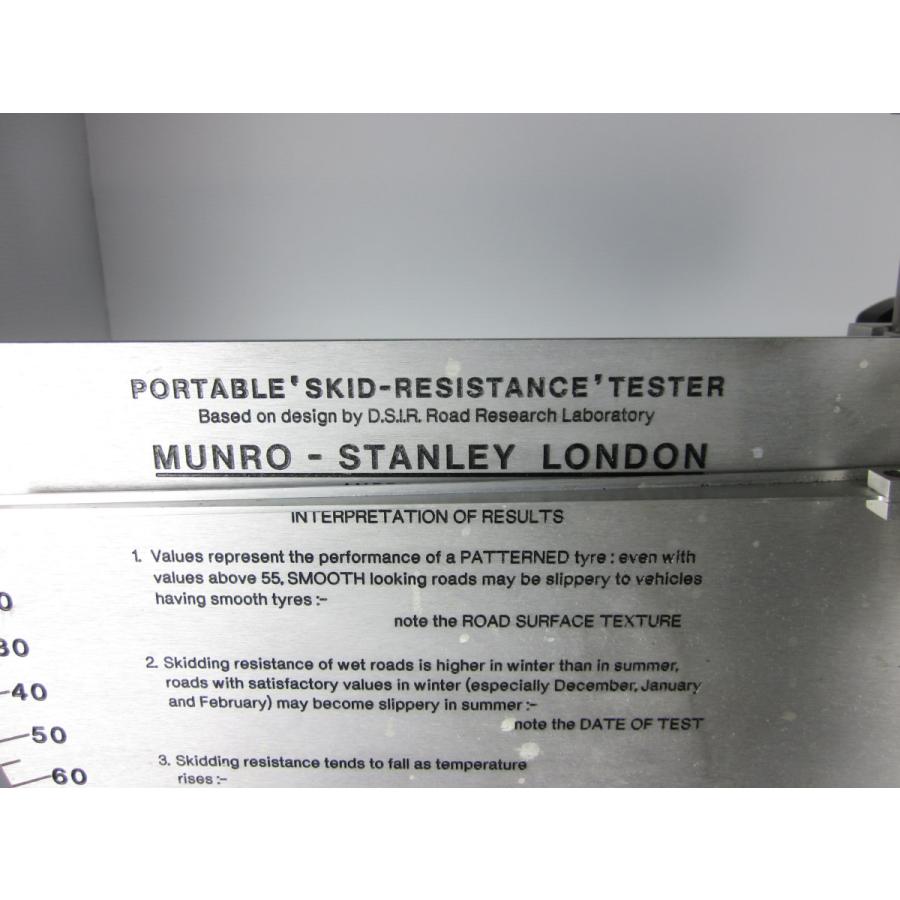 PORTABLE 'SKID-RESISTANCE' TESTER
Based on design by D.S.I.R. Road Research Laboratory
MUNRO - STANLEY LONDON
INTERPRETATION OF RESULTS
1. Values represent the performance of a PATTERNED tyre : even with
values above 55, SMOOTH looking roads may be slippery to vehicles
having smooth tyres :-
note the ROAD SURFACE TEXTURE
2. Skidding resistance of wet roads is higher in winter than in summer,
roads with satisfactory values in winter (especially December, January
and February) may become slippery in summer :-
note the DATE OF TEST
3. Skidding resistance tends to fall as temperature
rises :-
0
30
40
50
60